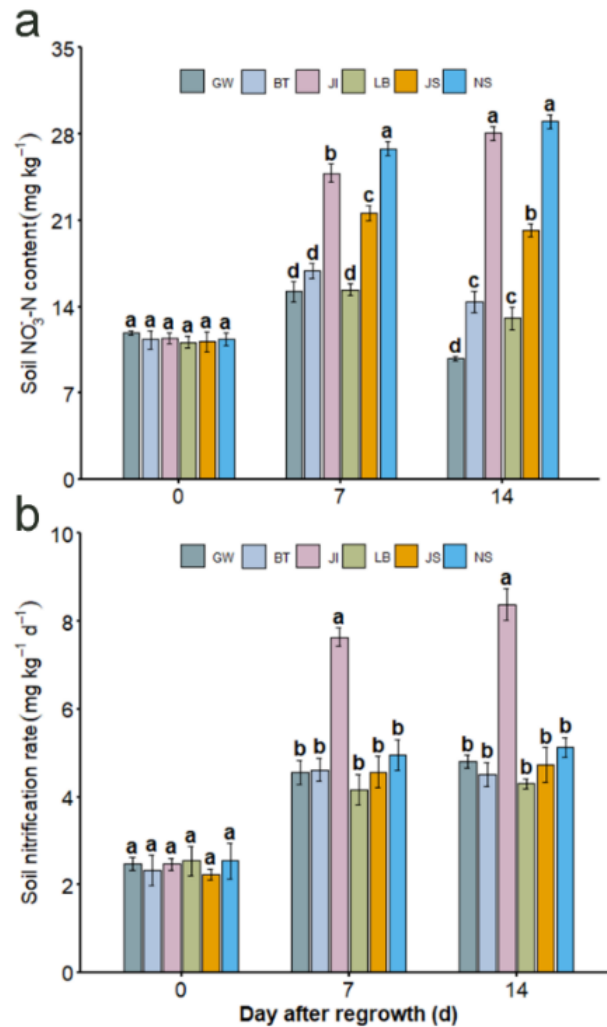 a
35
28
21
14
7
0
Soil NO₃⁻-N content (mg kg⁻¹)
GW BT JI LB JS NS
a a a a a a
d d b d c a
d c a c b a
0 7 14
b
10
8
6
4
2
0
Soil nitrification rate (mg kg⁻¹ d⁻¹)
GW BT JI LB JS NS
a a a a a a
b b a b b b
b b a b b b
0 7 14
Day after regrowth (d)